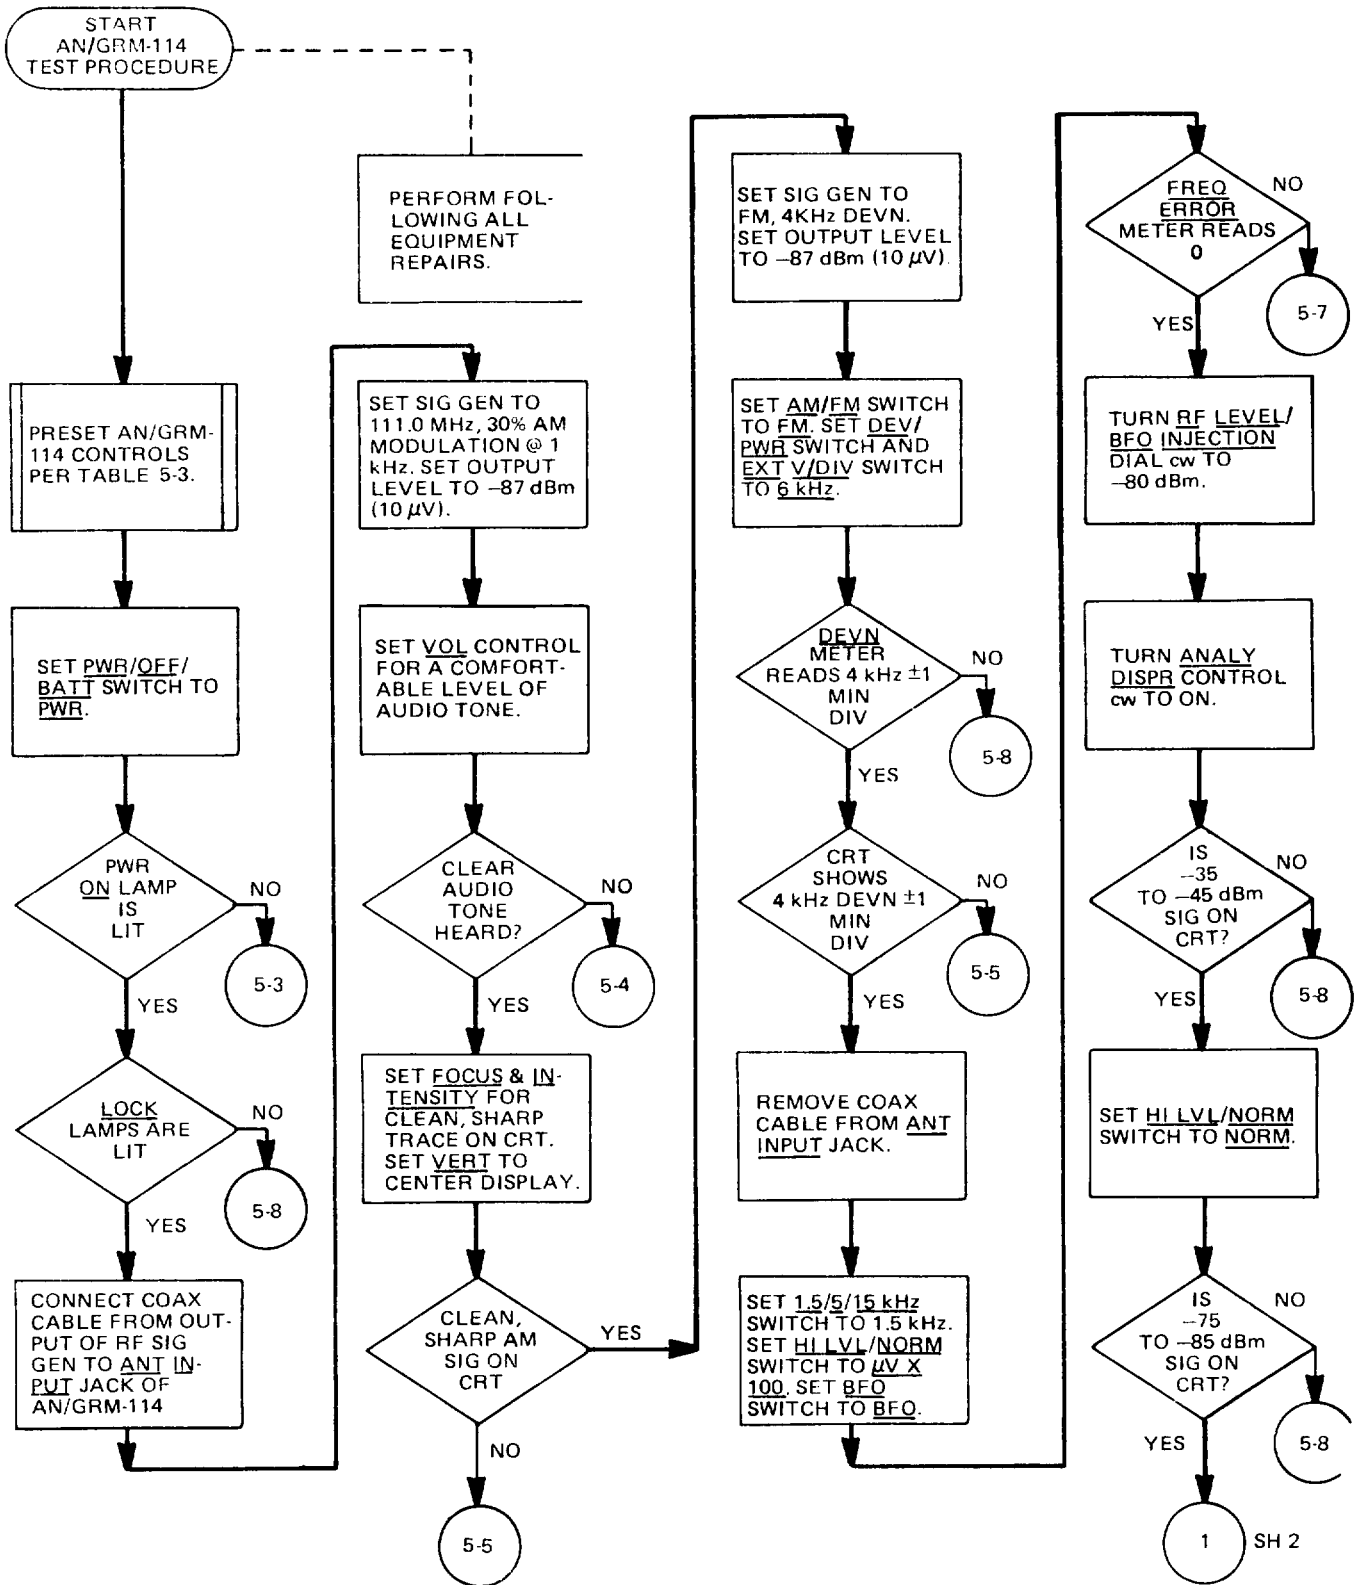 START
AN/GRM-114
TEST PROCEDURE
PERFORM FOL-
LOWING ALL
EQUIPMENT
REPAIRS.
PRESET AN/GRM-
114 CONTROLS
PER TABLE 5-3.
SET PWR/OFF/
BATT SWITCH TO
PWR.
PWR
ON LAMP
IS
LIT
NO
5-3
YES
LOCK
LAMPS ARE
LIT
NO
5-8
YES
CONNECT COAX
CABLE FROM OUT-
PUT OF RF SIG
GEN TO ANT IN-
PUT JACK OF
AN/GRM-114
SET SIG GEN TO
111.0 MHz, 30% AM
MODULATION @ 1
kHz. SET OUTPUT
LEVEL TO –87 dBm
(10 µV).
SET VOL CONTROL
FOR A COMFORT-
ABLE LEVEL OF
AUDIO TONE.
CLEAR
AUDIO
TONE
HEARD?
NO
5-4
YES
SET FOCUS & IN-
TENSITY FOR
CLEAN, SHARP
TRACE ON CRT.
SET VERT TO
CENTER DISPLAY.
CLEAN,
SHARP AM
SIG ON
CRT
YES
NO
5-5
SET SIG GEN TO
FM, 4KHz DEVN.
SET OUTPUT LEVEL
TO –87 dBm (10 µV).
SET AM/FM SWITCH
TO FM. SET DEV/
PWR SWITCH AND
EXT V/DIV SWITCH
TO 6 kHz.
DEVN
METER
READS 4 kHz ±1
MIN
DIV
NO
5-8
YES
CRT
SHOWS
4 kHz DEVN ±1
MIN
DIV
NO
5-5
YES
REMOVE COAX
CABLE FROM ANT
INPUT JACK.
SET 1.5/5/15 kHz
SWITCH TO 1.5 kHz.
SET HI LVL/NORM
SWITCH TO µV X
100. SET BFO
SWITCH TO BFO.
FREQ
ERROR
METER READS
0
NO
5-7
YES
TURN RF LEVEL/
BFO INJECTION
DIAL cw TO
–80 dBm.
TURN ANALY
DISPR CONTROL
cw TO ON.
IS
–35
TO –45 dBm
SIG ON
CRT?
NO
5-8
YES
SET HI LVL/NORM
SWITCH TO NORM.
IS
–75
TO –85 dBm
SIG ON
CRT?
NO
5-8
YES
1
SH 2